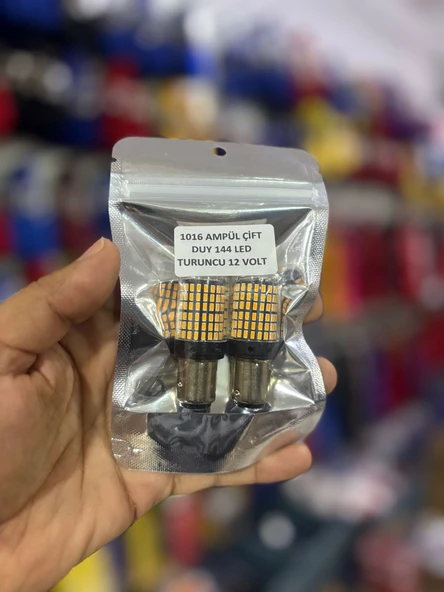 1016 AMPÜL ÇİFT
DUY 144 LED
TURUNCU 12 VOLT